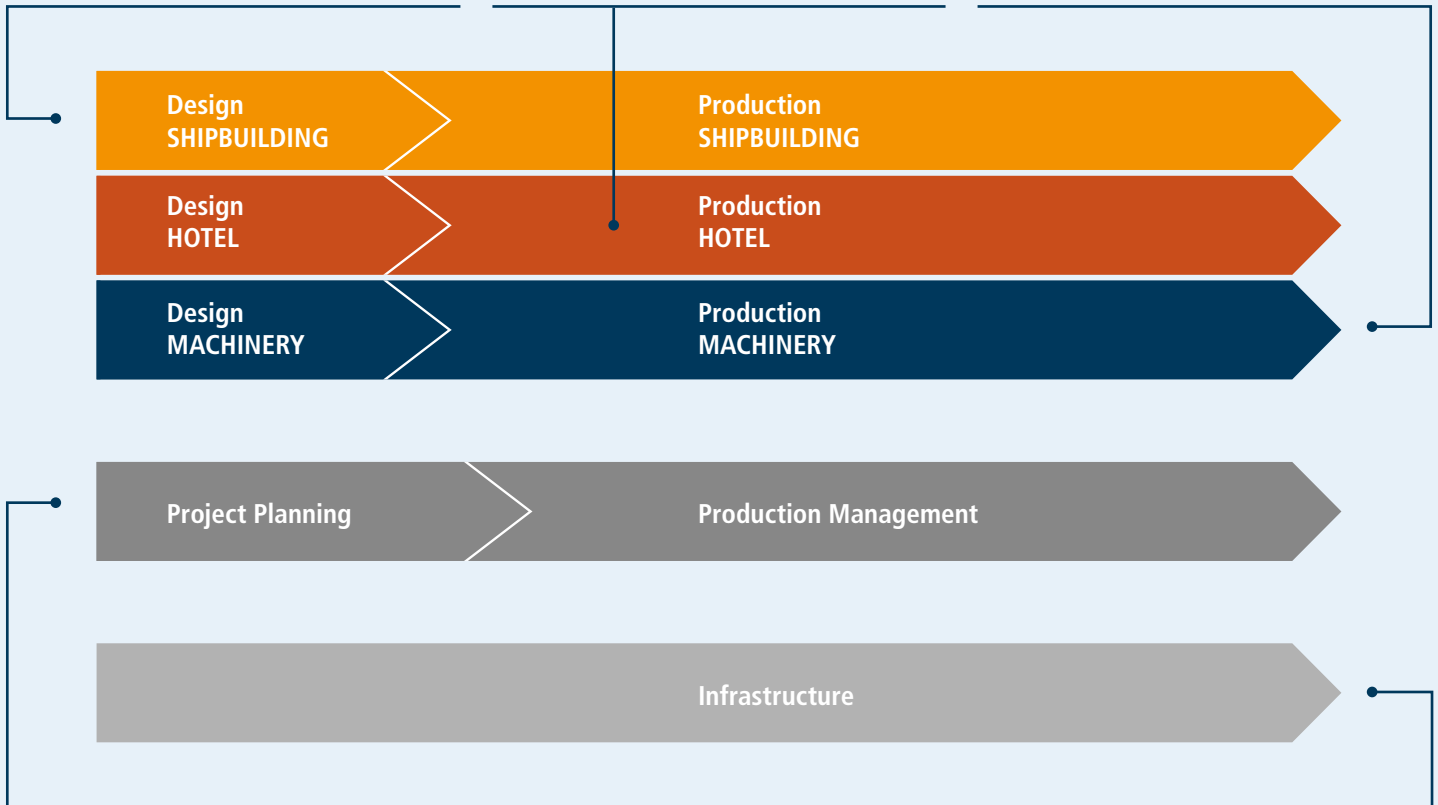 Design
SHIPBUILDING
Production
SHIPBUILDING
Design
HOTEL
Production
HOTEL
Design
MACHINERY
Production
MACHINERY
Project Planning
Production Management
Infrastructure